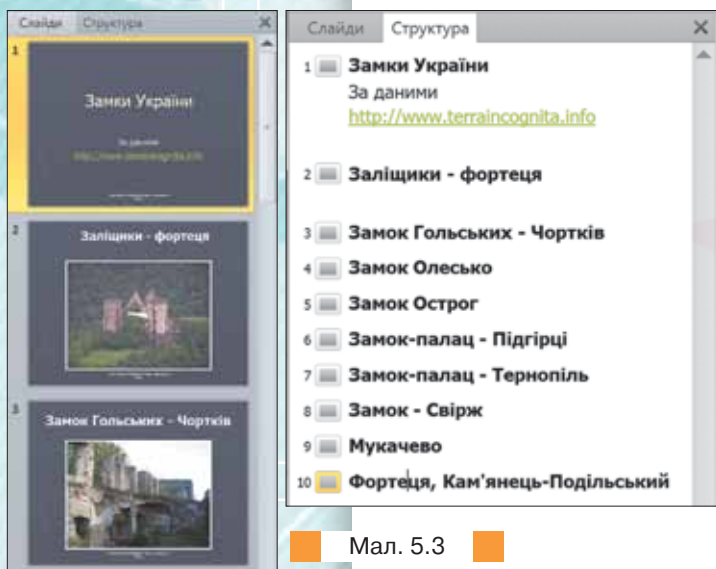 Слайди Структура
1
Замки України
За даними
2
Заліщики - фортеця
3
Замок Гольських - Чортків
Слайди Структура
1 Замки України
За даними
http://www.terraincognita.info
2 Заліщики - фортеця
3 Замок Гольських - Чортків
4 Замок Олесько
5 Замок Острог
6 Замок-палац - Підгірці
7 Замок-палац - Тернопіль
8 Замок - Свірж
9 Мукачево
10 Фортеця, Кам'янець-Подільський
Мал. 5.3